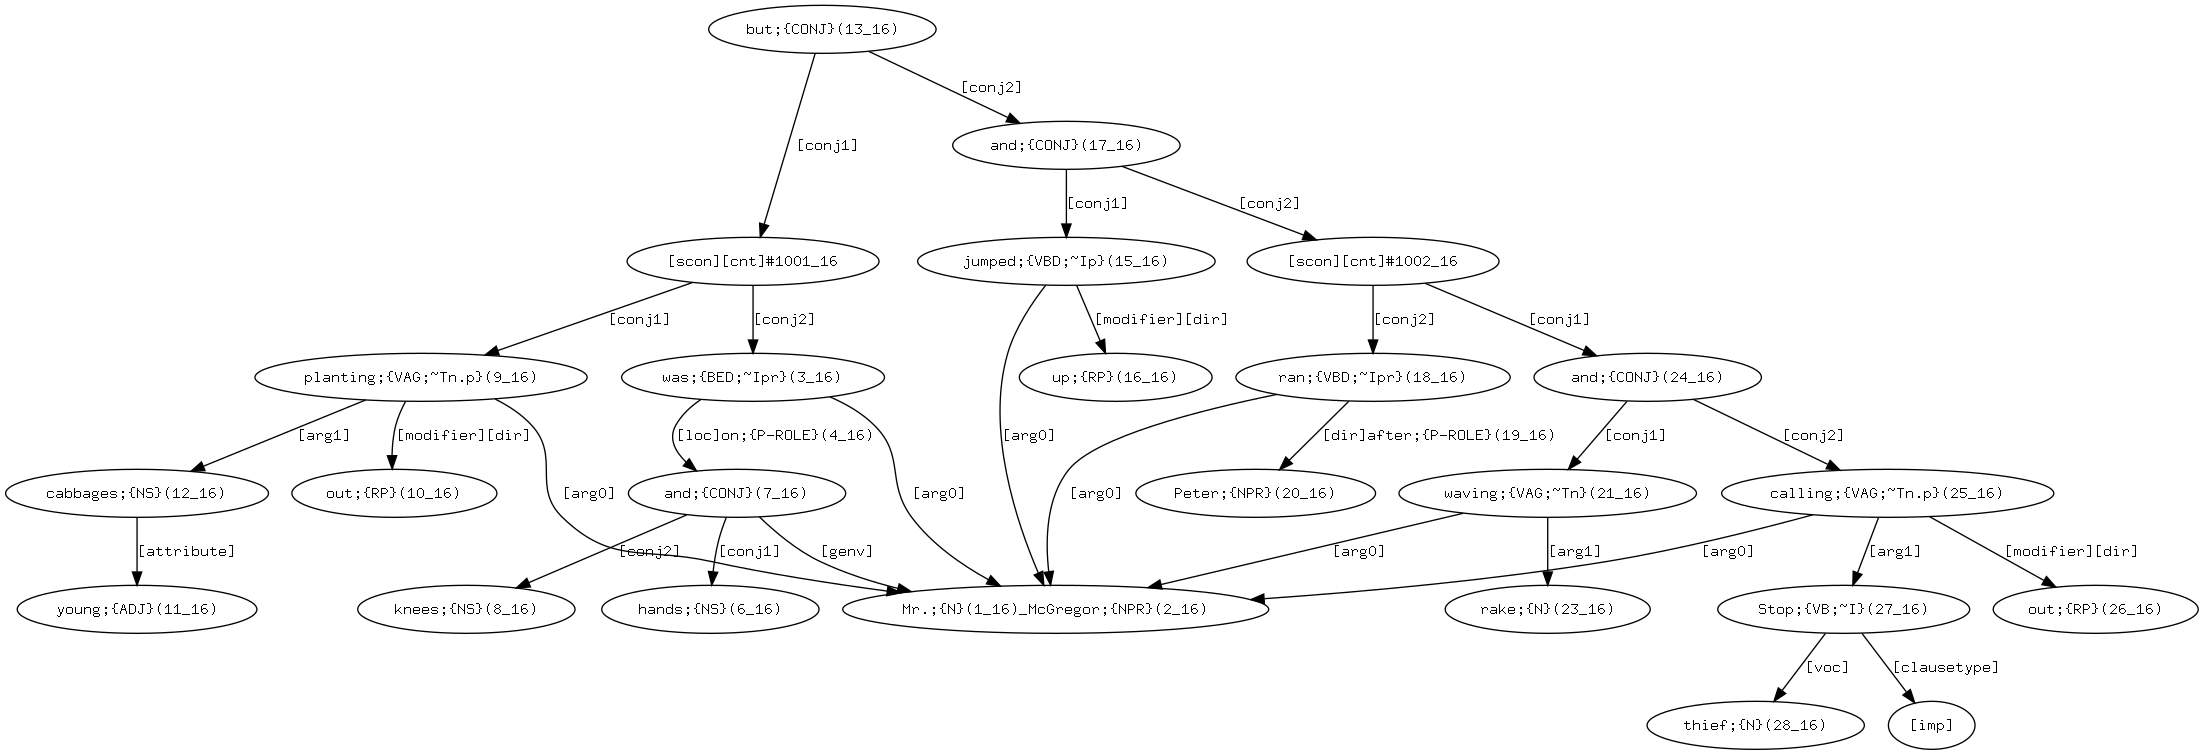 but;{CONJ}(13_16)
[conj2]
and;{CONJ}(17_16)
[conj1]
[conj1]
[conj2]
[scon][cnt]#1001_16
jumped;{VBD;~Ip}(15_16)
[scon][cnt]#1002_16
[conj1]
[conj2]
[modifier][dir]
[conj2]
[conj1]
planting;{VAG;~Tn.p}(9_16)
was;{BED;~Ipr}(3_16)
up;{RP}(16_16)
ran;{VBD;~Ipr}(18_16)
and;{CONJ}(24_16)
[arg1]
[modifier][dir]
[loc]on;{P-ROLE}(4_16)
[arg0]
[dir]after;{P-ROLE}(19_16)
[conj1]
[conj2]
cabbages;{NS}(12_16)
out;{RP}(10_16)
[arg0]
and;{CONJ}(7_16)
[arg0]
[arg0]
Peter;{NPR}(20_16)
waving;{VAG;~Tn}(21_16)
calling;{VAG;~Tn.p}(25_16)
[attribute]
[conj2]
[conj1]
[genv]
[arg0]
[arg1]
[arg0]
[arg1]
[modifier][dir]
young;{ADJ}(11_16)
knees;{NS}(8_16)
hands;{NS}(6_16)
Mr.;{N}(1_16)_McGregor;{NPR}(2_16)
rake;{N}(23_16)
Stop;{VB;~I}(27_16)
out;{RP}(26_16)
[voc]
[clausetype]
thief;{N}(28_16)
[imp]